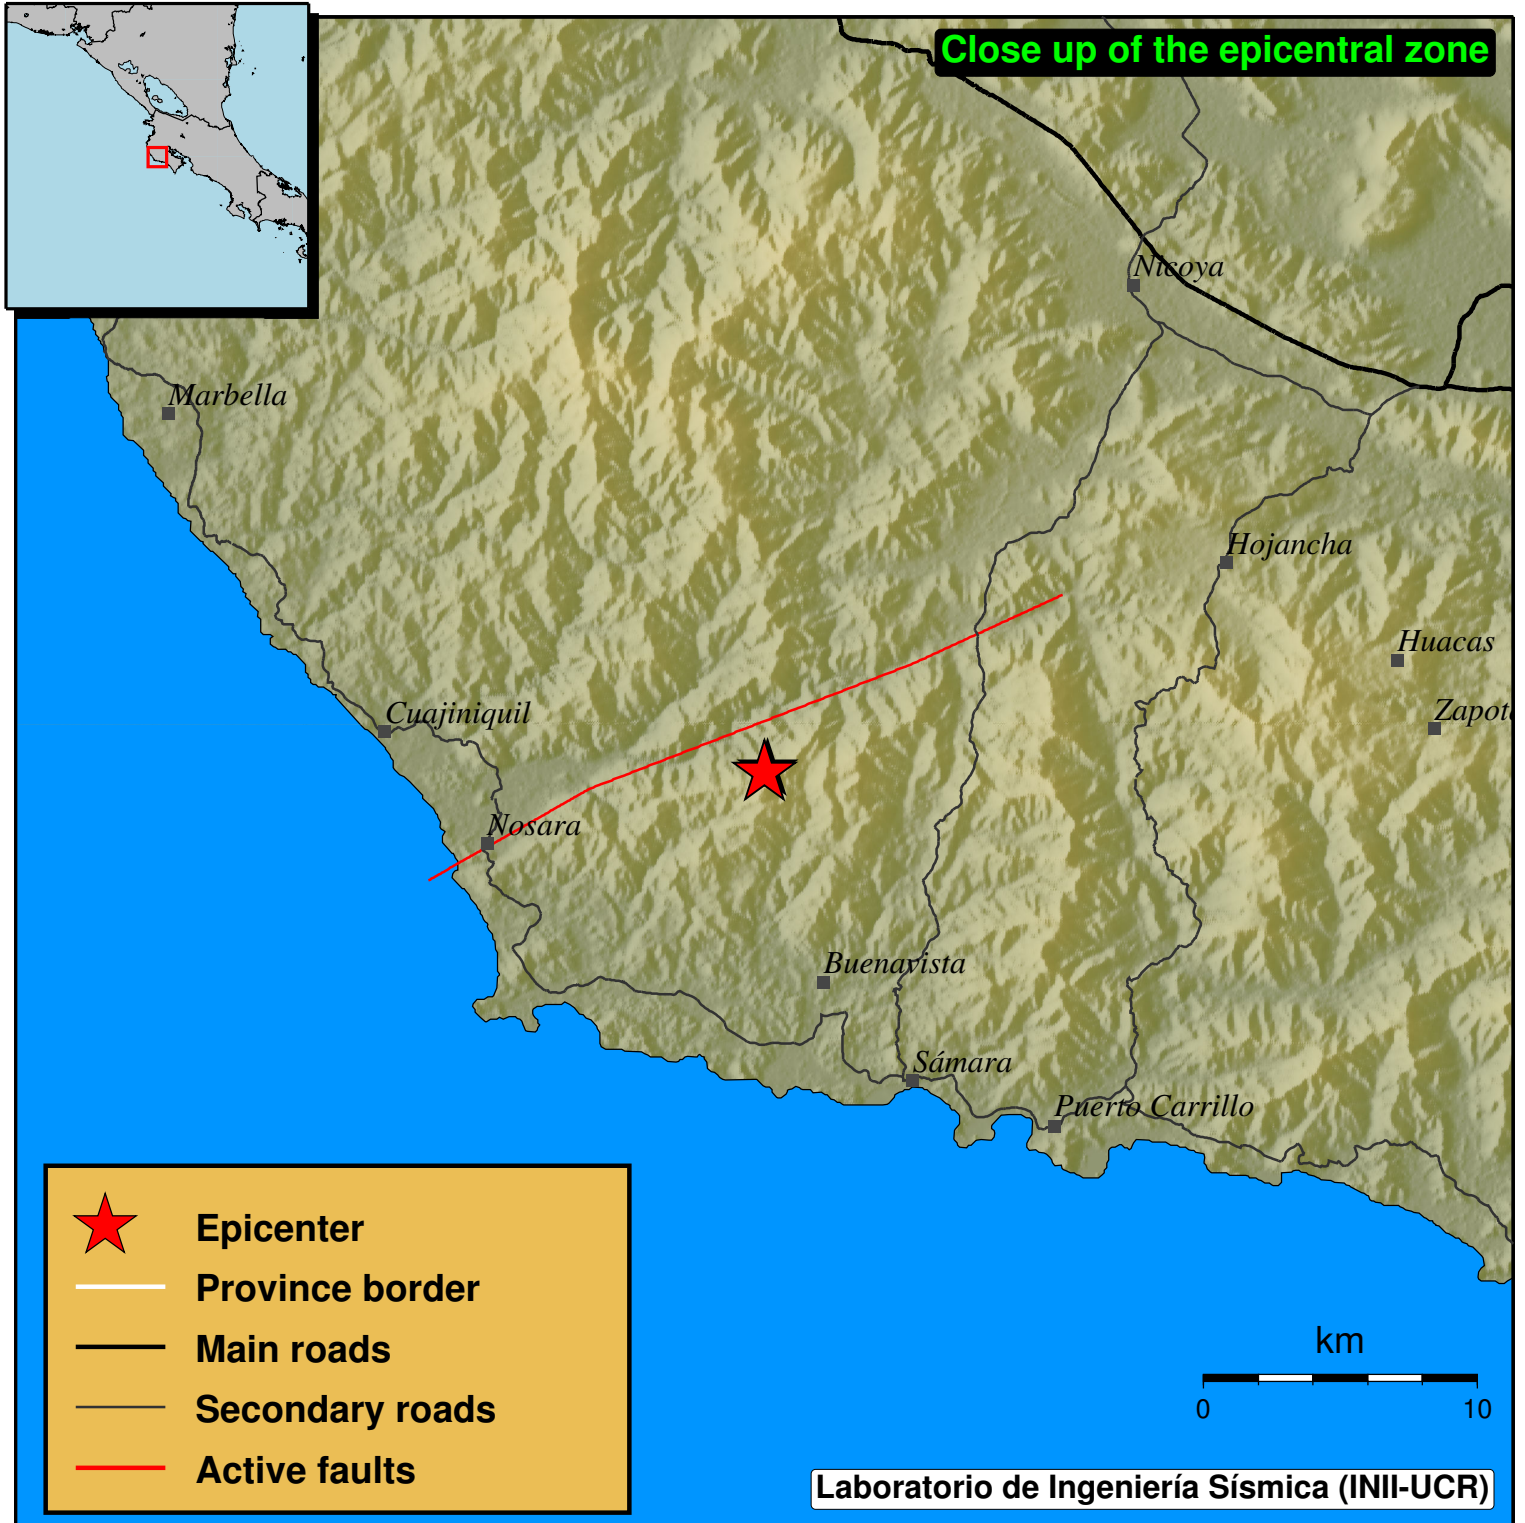 Close up of the epicentral zone
Nicoya
Marbella
Hojancha
Huacas
Zapot
Cuajiniquil
Nosara
Buenavista
Sámara
Puerto Carrillo
Epicenter
Province border
Main roads
Secondary roads
Active faults
km
0 10
Laboratorio de Ingeniería Sísmica (INII-UCR)